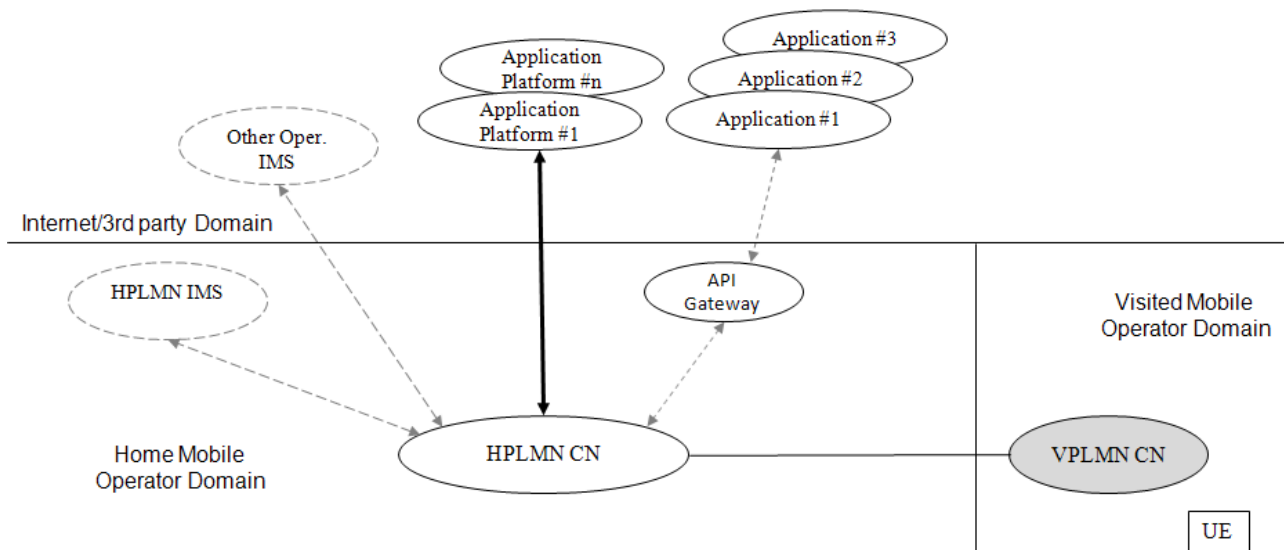 Application #3
Application
Platform #n
Application #2
Application
Platform #1
Application #1
Other Oper.
IMS
Internet/3rd party Domain
HPLMN IMS
API
Gateway
Visited Mobile
Operator Domain
Home Mobile
Operator Domain
HPLMN CN
VPLMN CN
UE